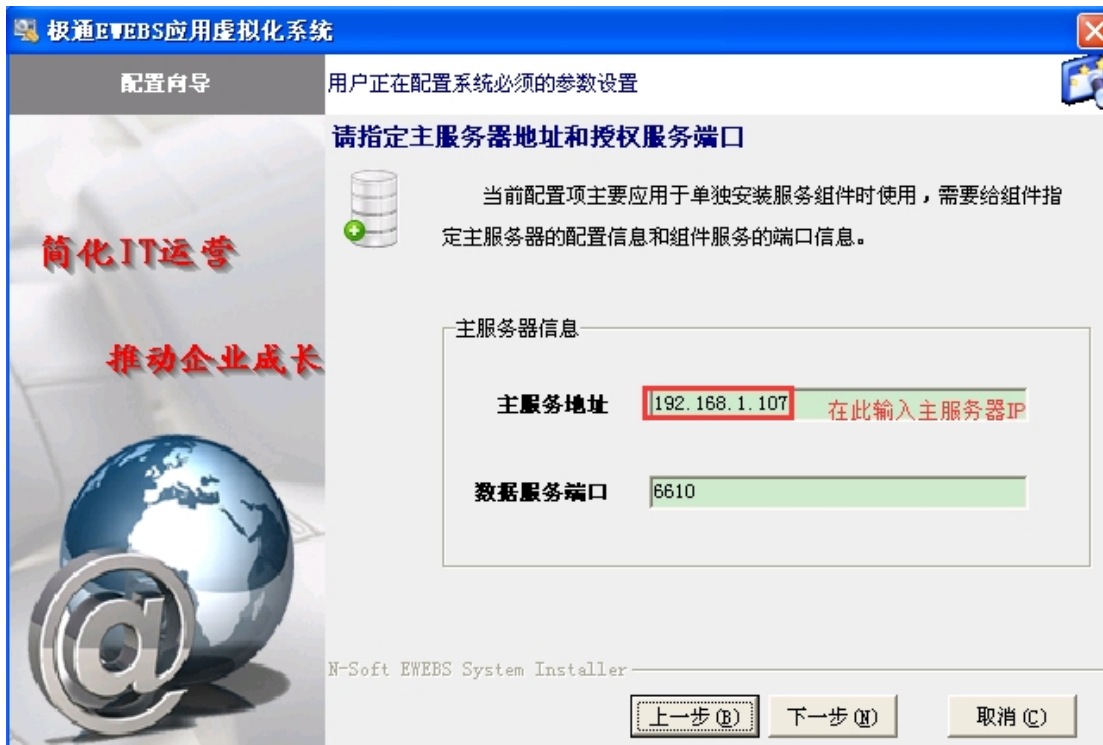 极通EWEBS应用虚拟化系统
配置向导
用户正在配置系统必须的参数设置
请指定主服务器地址和授权服务端口
当前配置项主要应用于单独安装服务组件时使用，需要给组件指
定主服务器的配置信息和组件服务的端口信息。
简化IT运营
推动企业成长
主服务器信息
主服务地址
192.168.1.107
在此输入主服务器IP
数据服务端口
6610
N-Soft EWEBS System Installer
上一步(B)
下一步(N)
取消(C)